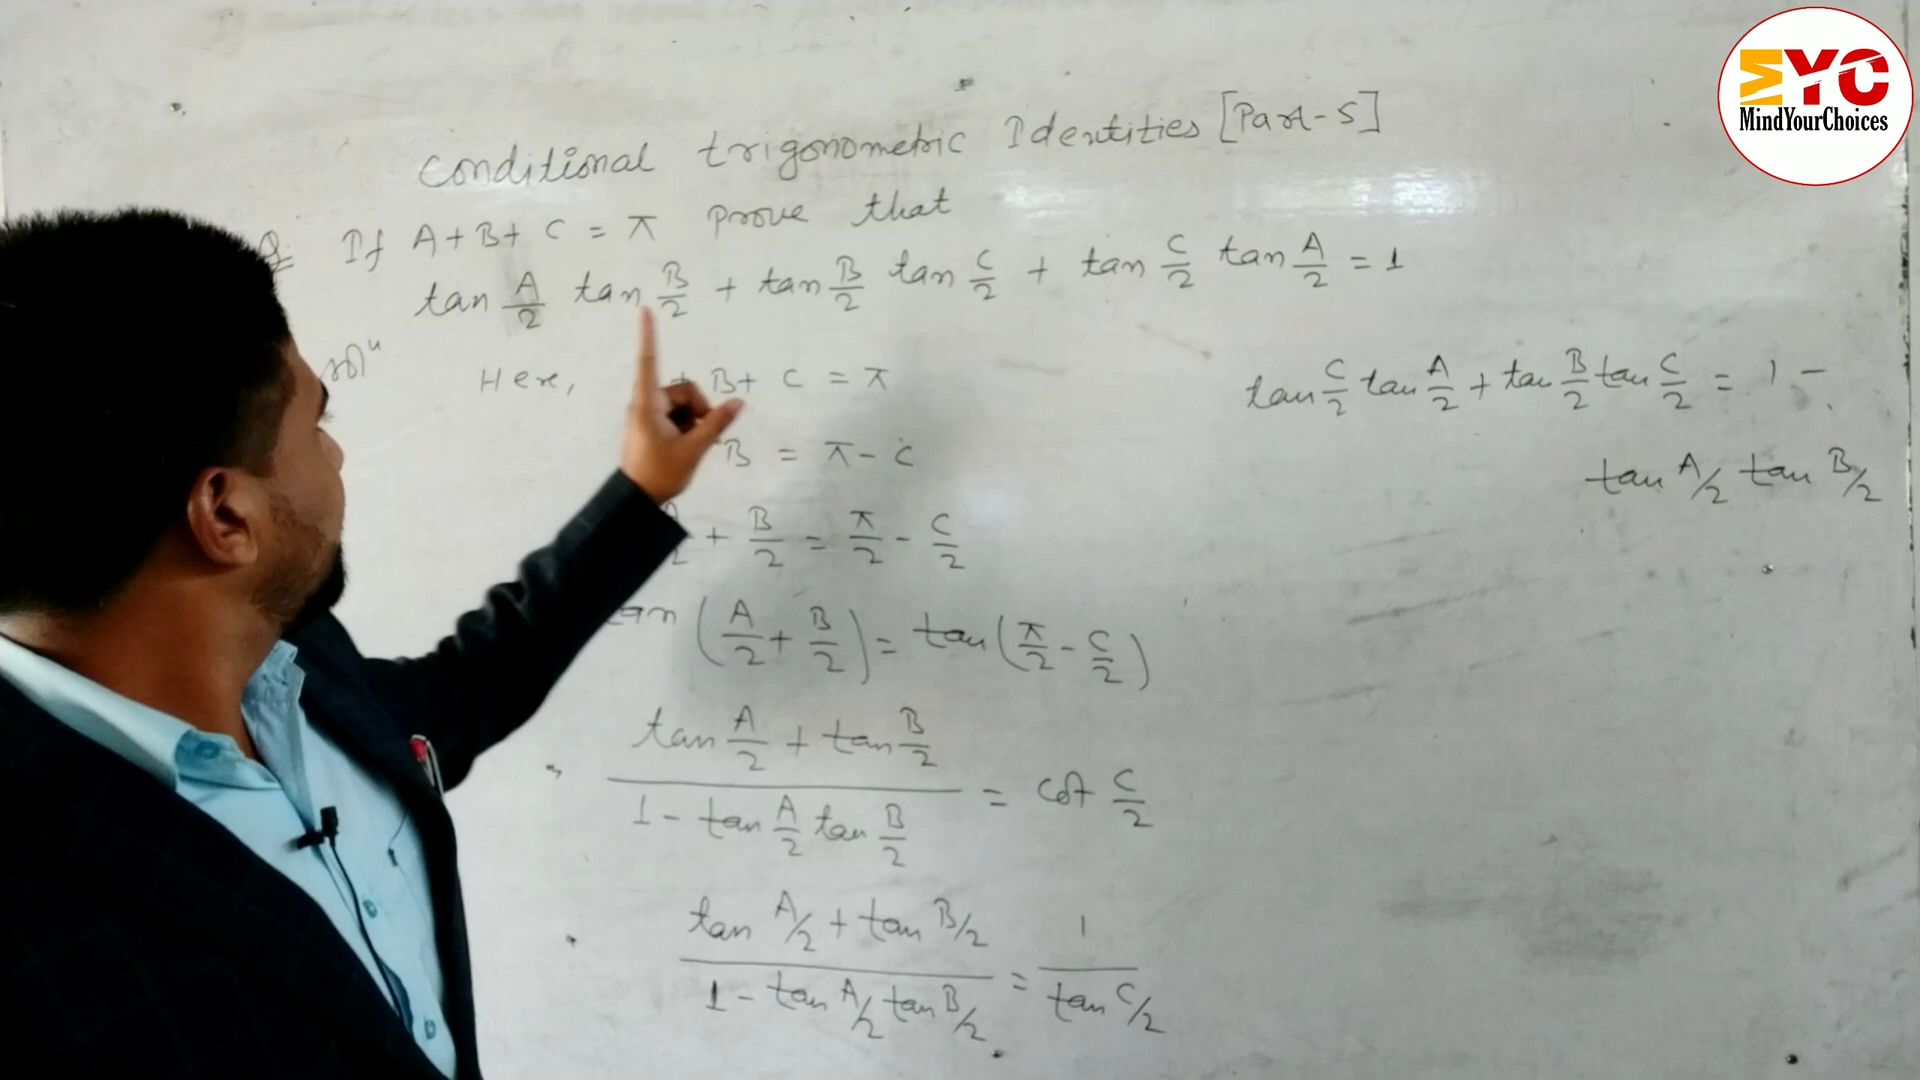 MYC
MindYourChoices
Conditional trigonometric Identities [Part-5]
Q. If A+B+C = π prove that
tan A/2 tan B/2 + tan B/2 tan C/2 + tan C/2 tan A/2 = 1
Solⁿ Here, + B+ C = π
B = π - C
A/2 + B/2 = π/2 - C/2
tan (A/2 + B/2) = tan (π/2 - C/2)
tan A/2 + tan B/2 / 1 - tan A/2 tan B/2 = cot C/2
tan A/2 + tan B/2 / 1 - tan A/2 tan B/2 = 1 / tan C/2
tan C/2 tan A/2 + tan B/2 tan C/2 = 1 -
tan A/2 tan B/2